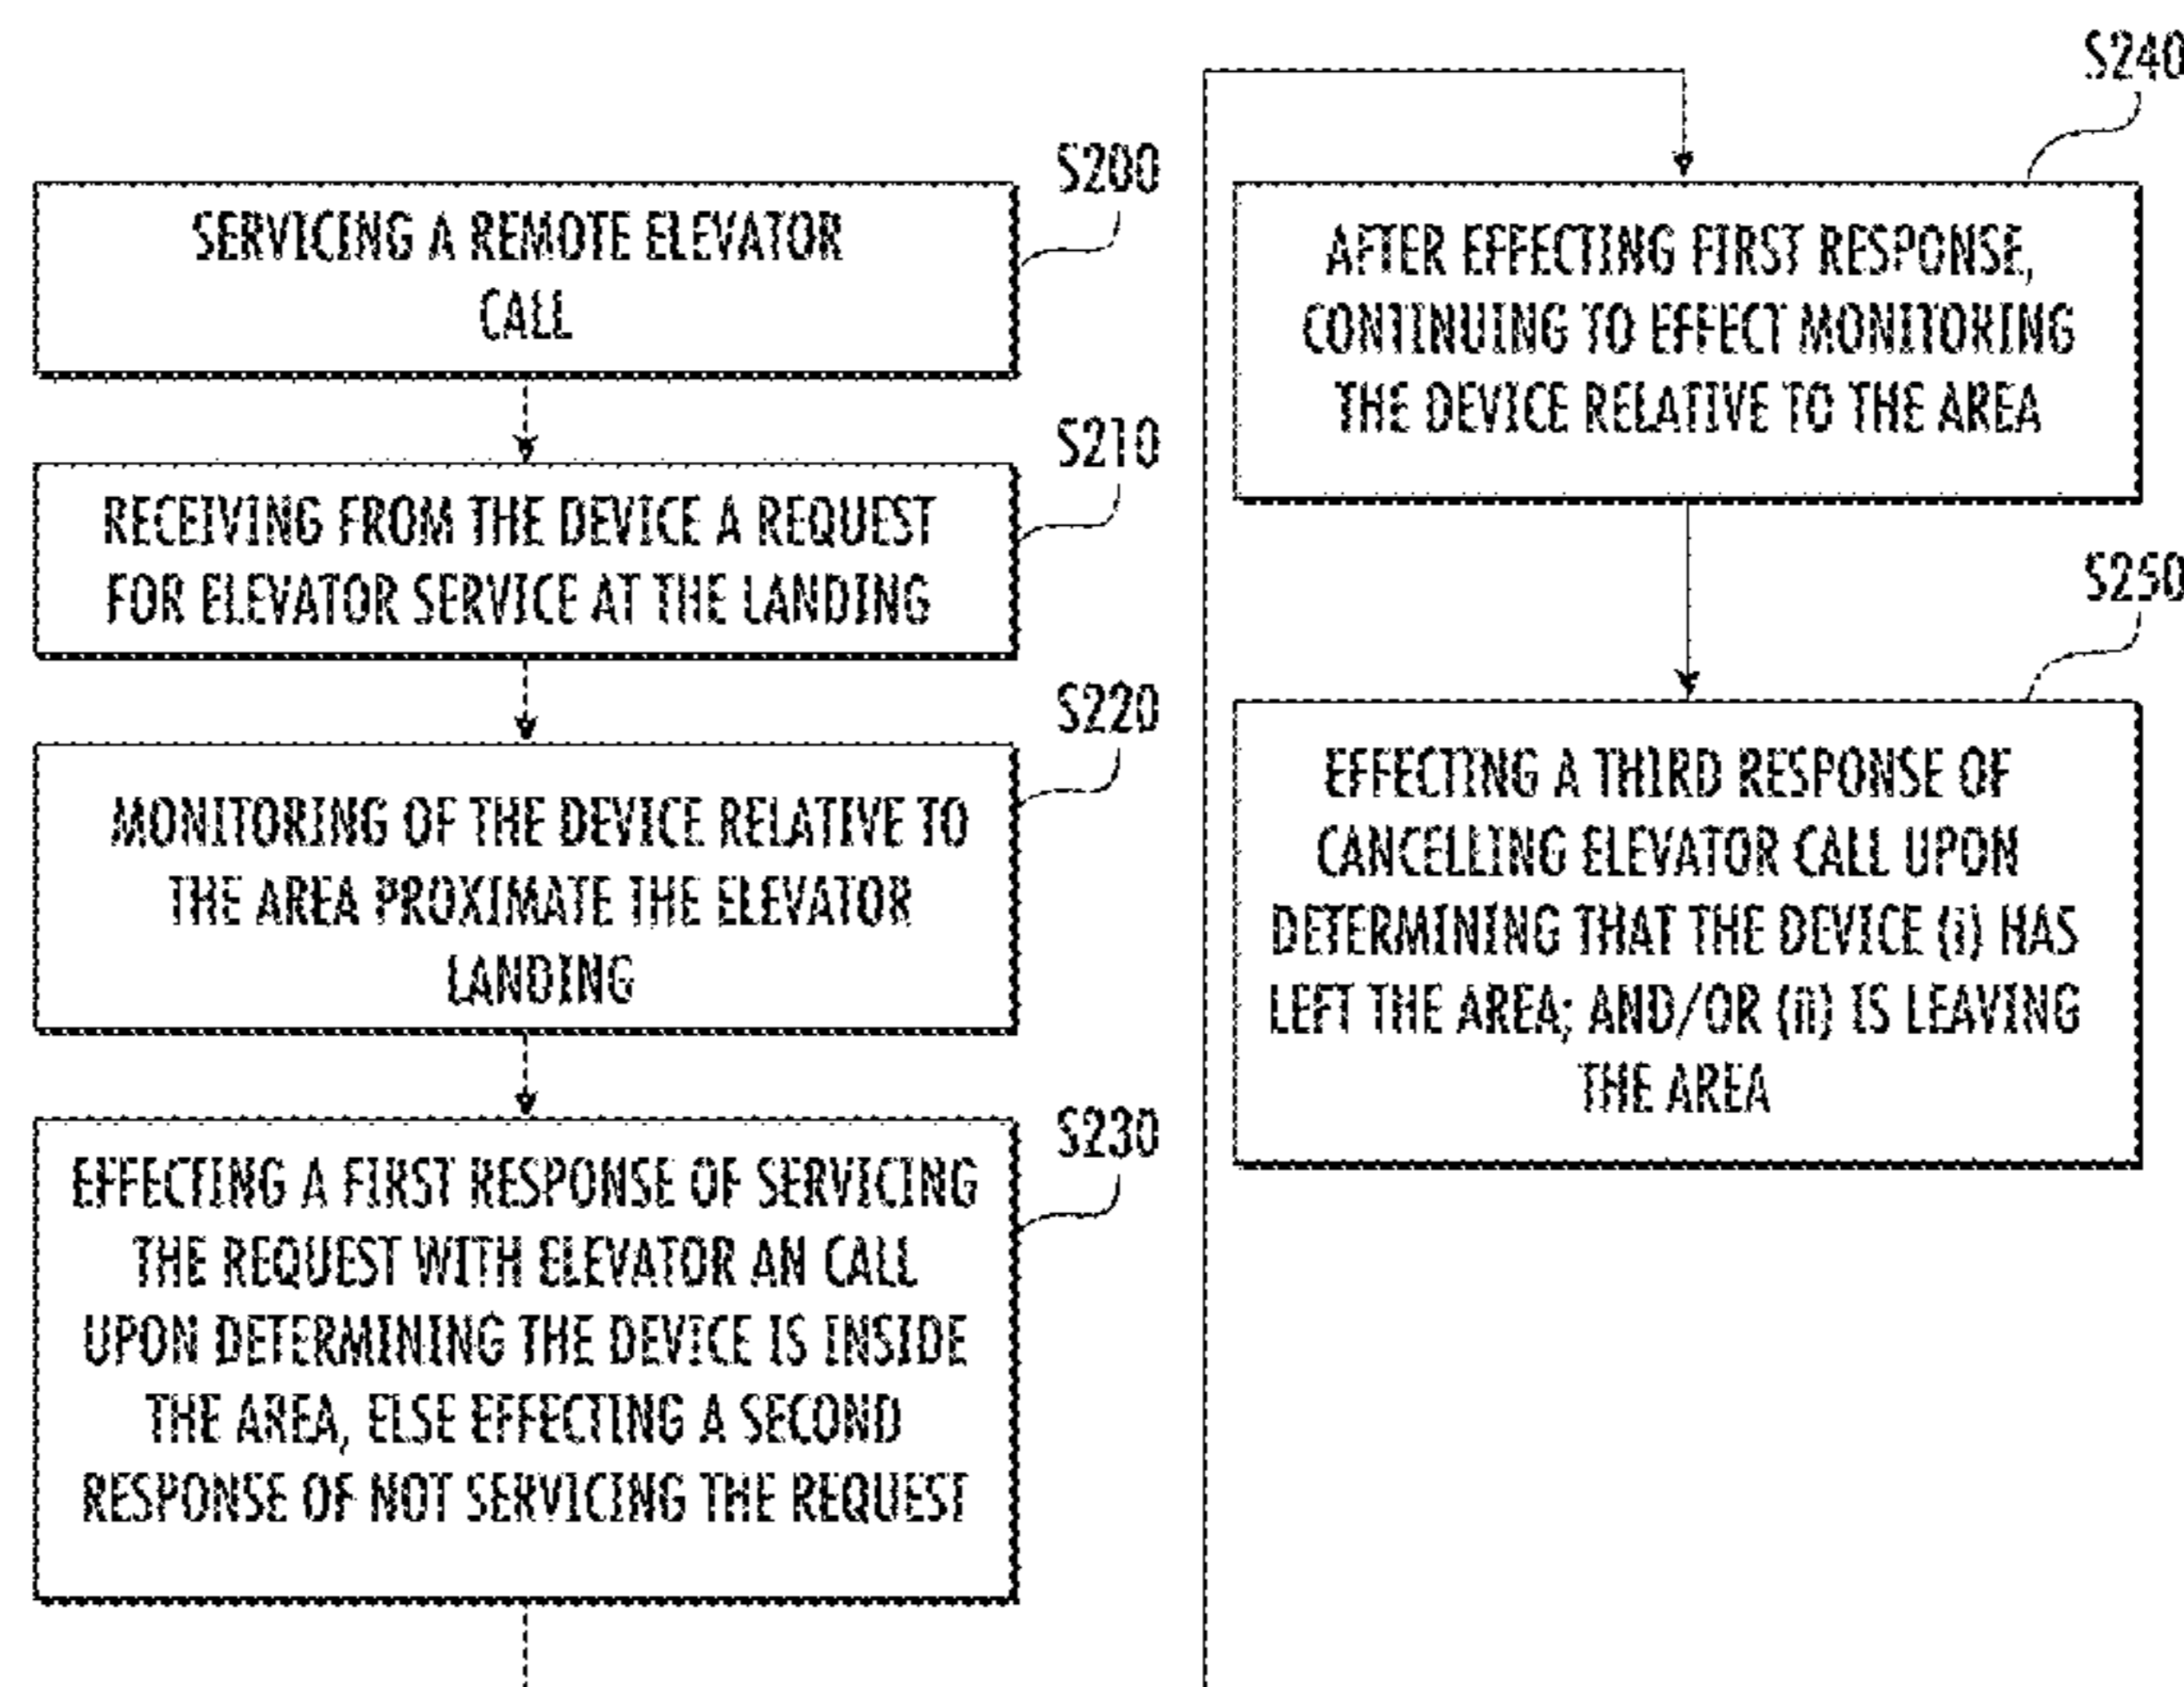 S200
SERVICING A REMOTE ELEVATOR
CALL
S210
RECEIVING FROM THE DEVICE A REQUEST
FOR ELEVATOR SERVICE AT THE LANDING
S220
MONITORING OF THE DEVICE RELATIVE TO
THE AREA PROXIMATE THE ELEVATOR
LANDING
S230
EFFECTING A FIRST RESPONSE OF SERVICING
THE REQUEST WITH ELEVATOR AN CALL
UPON DETERMINING THE DEVICE IS INSIDE
THE AREA, ELSE EFFECTING A SECOND
RESPONSE OF NOT SERVICING THE REQUEST
S240
AFTER EFFECTING FIRST RESPONSE,
CONTINUING TO EFFECT MONITORING
THE DEVICE RELATIVE TO THE AREA
S250
EFFECTING A THIRD RESPONSE OF
CANCELLING ELEVATOR CALL UPON
DETERMINING THAT THE DEVICE (i) HAS
LEFT THE AREA; AND/OR (ii) IS LEAVING
THE AREA